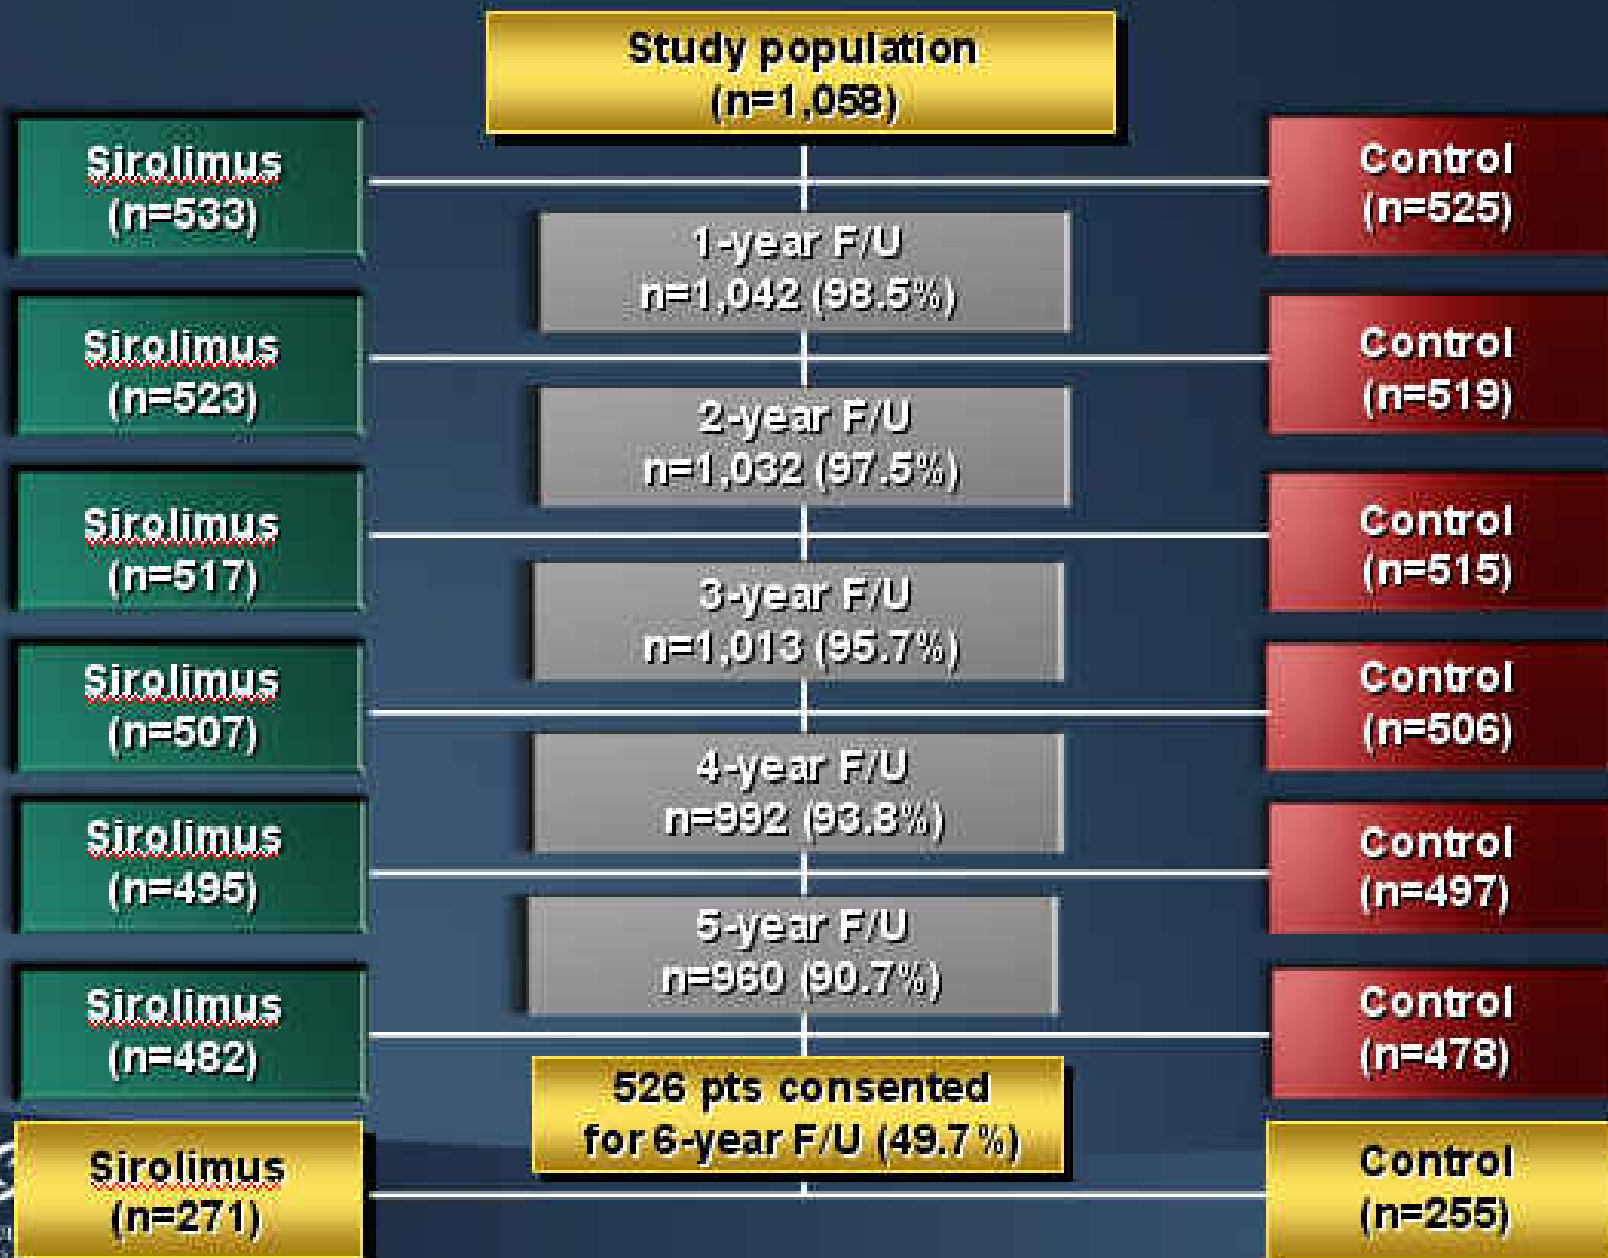 Study population
(n=1,058)
Sirolimus
(n=533)
Control
(n=525)
1-year F/U
n=1,042 (98.5%)
Sirolimus
(n=523)
Control
(n=519)
2-year F/U
n=1,032 (97.5%)
Sirolimus
(n=517)
Control
(n=515)
3-year F/U
n=1,013 (95.7%)
Sirolimus
(n=507)
Control
(n=506)
4-year F/U
n=992 (93.8%)
Sirolimus
(n=495)
Control
(n=497)
5-year F/U
n=960 (90.7%)
Sirolimus
(n=482)
Control
(n=478)
526 pts consented
for 6-year F/U (49.7%)
Sirolimus
(n=271)
Control
(n=255)